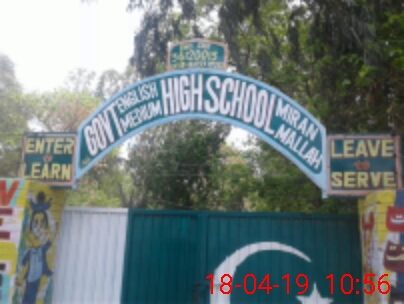 GOVT ENGLISH MEDIUM HIGH SCHOOL MIRAN MALLAH
ENTER
TO
LEARN
LEAVE
TO
SERVE
18-04-19 10:56